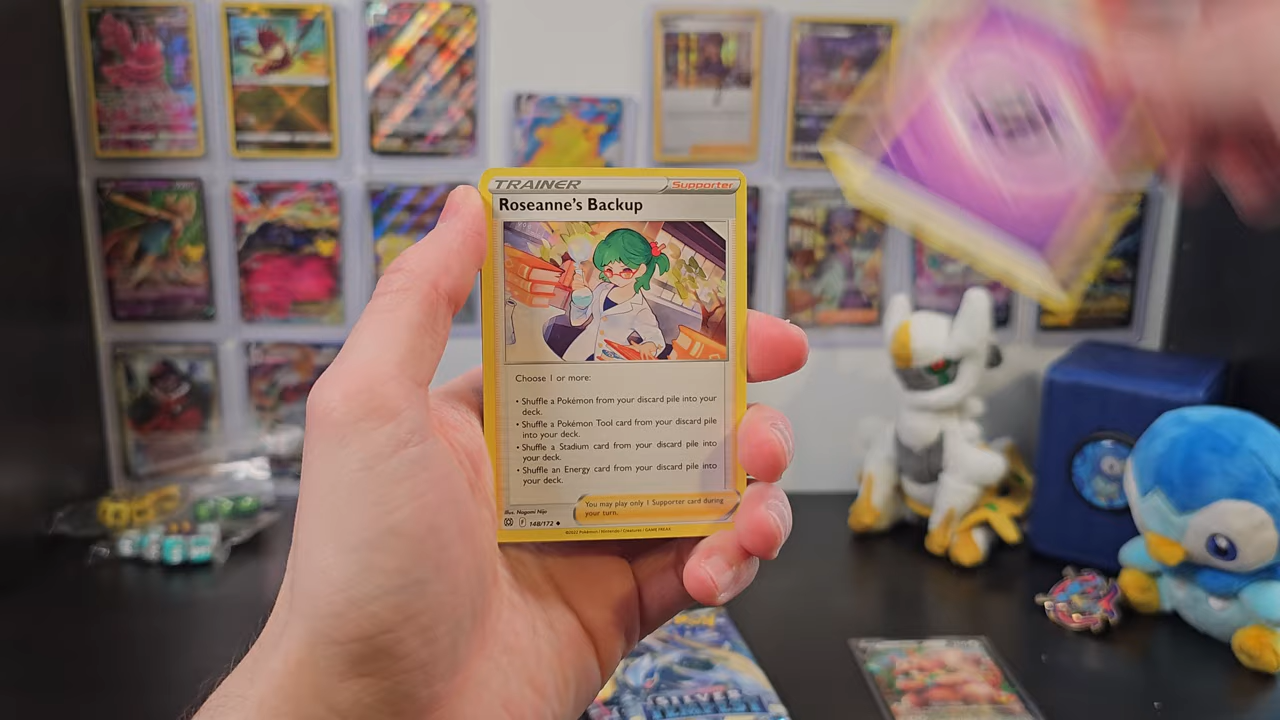 TRAINER
Supporter
Roseanne's Backup
Choose 1 or more:
• Shuffle a Pokémon from your discard pile into your
deck.
• Shuffle a Pokémon Tool card from your discard pile
into your deck.
• Shuffle a Stadium card from your discard pile into
your deck.
• Shuffle an Energy card from your discard pile into
your deck.
You may play only 1 Supporter card during
your turn.
Illus. Nagomi Nijo
F 148/172
©2022 Pokémon / Nintendo / Creatures / GAME FREAK
SILVER
TEMPEST